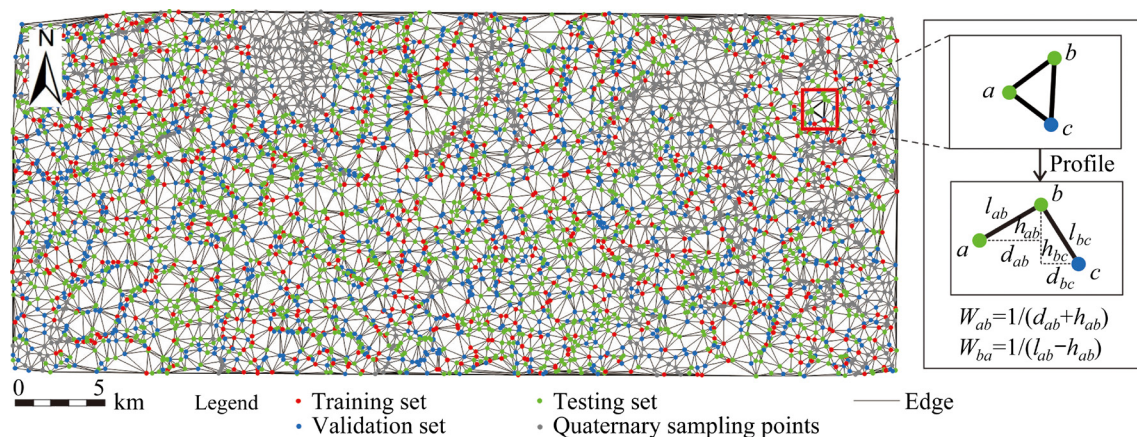 N
a
b
c
Profile
b
l_ab
h_ab
l_bc
a
d_ab
h_bc
c
d_bc
W_ab=1/(d_ab+h_ab)
W_ba=1/(l_ab−h_ab)
0 5
km
Legend
Training set
Testing set
Edge
Validation set
Quaternary sampling points